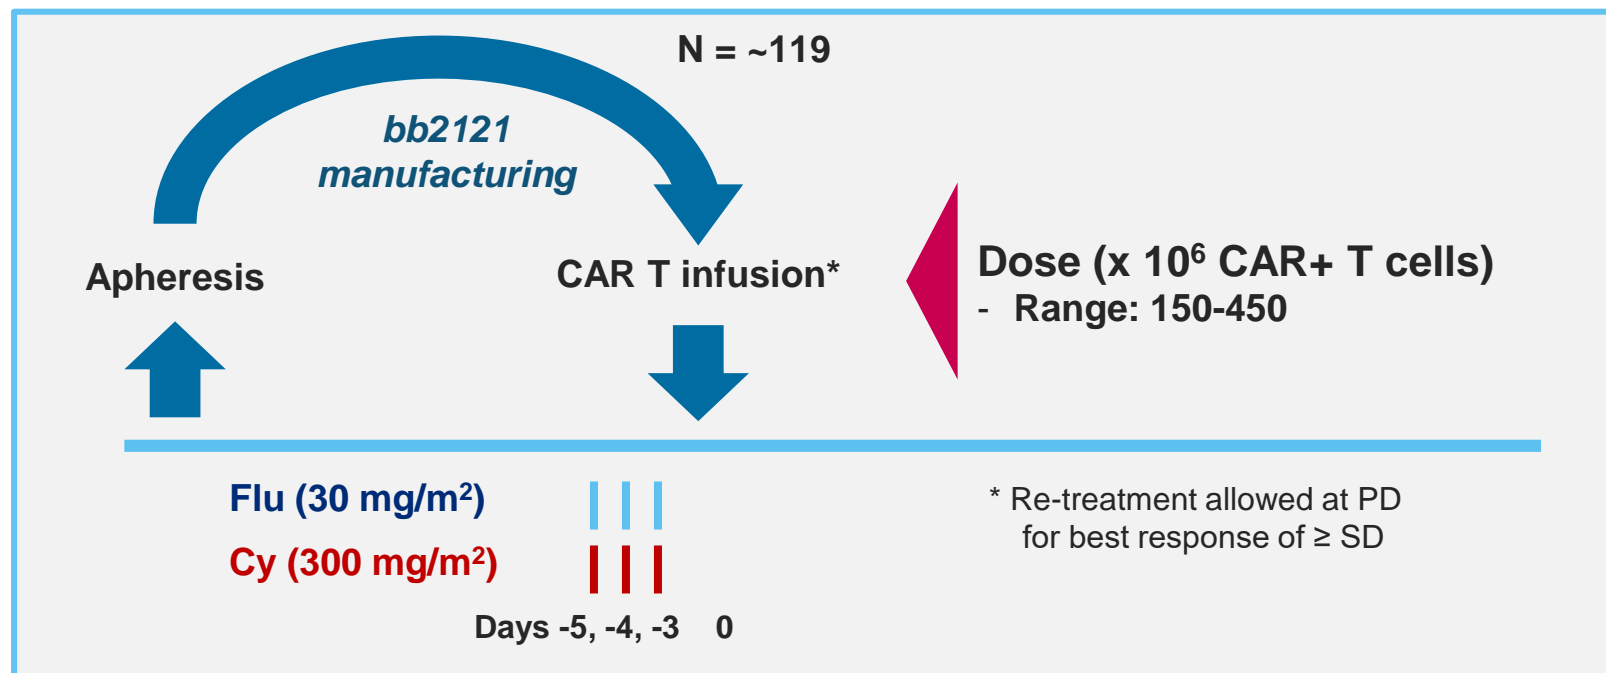 N = ~119
bb2121
manufacturing
Apheresis
CAR T infusion*
Dose (x 10⁶ CAR+ T cells)
- Range: 150-450
Flu (30 mg/m²)
Cy (300 mg/m²)
Days -5, -4, -3 0
* Re-treatment allowed at PD
for best response of ≥ SD